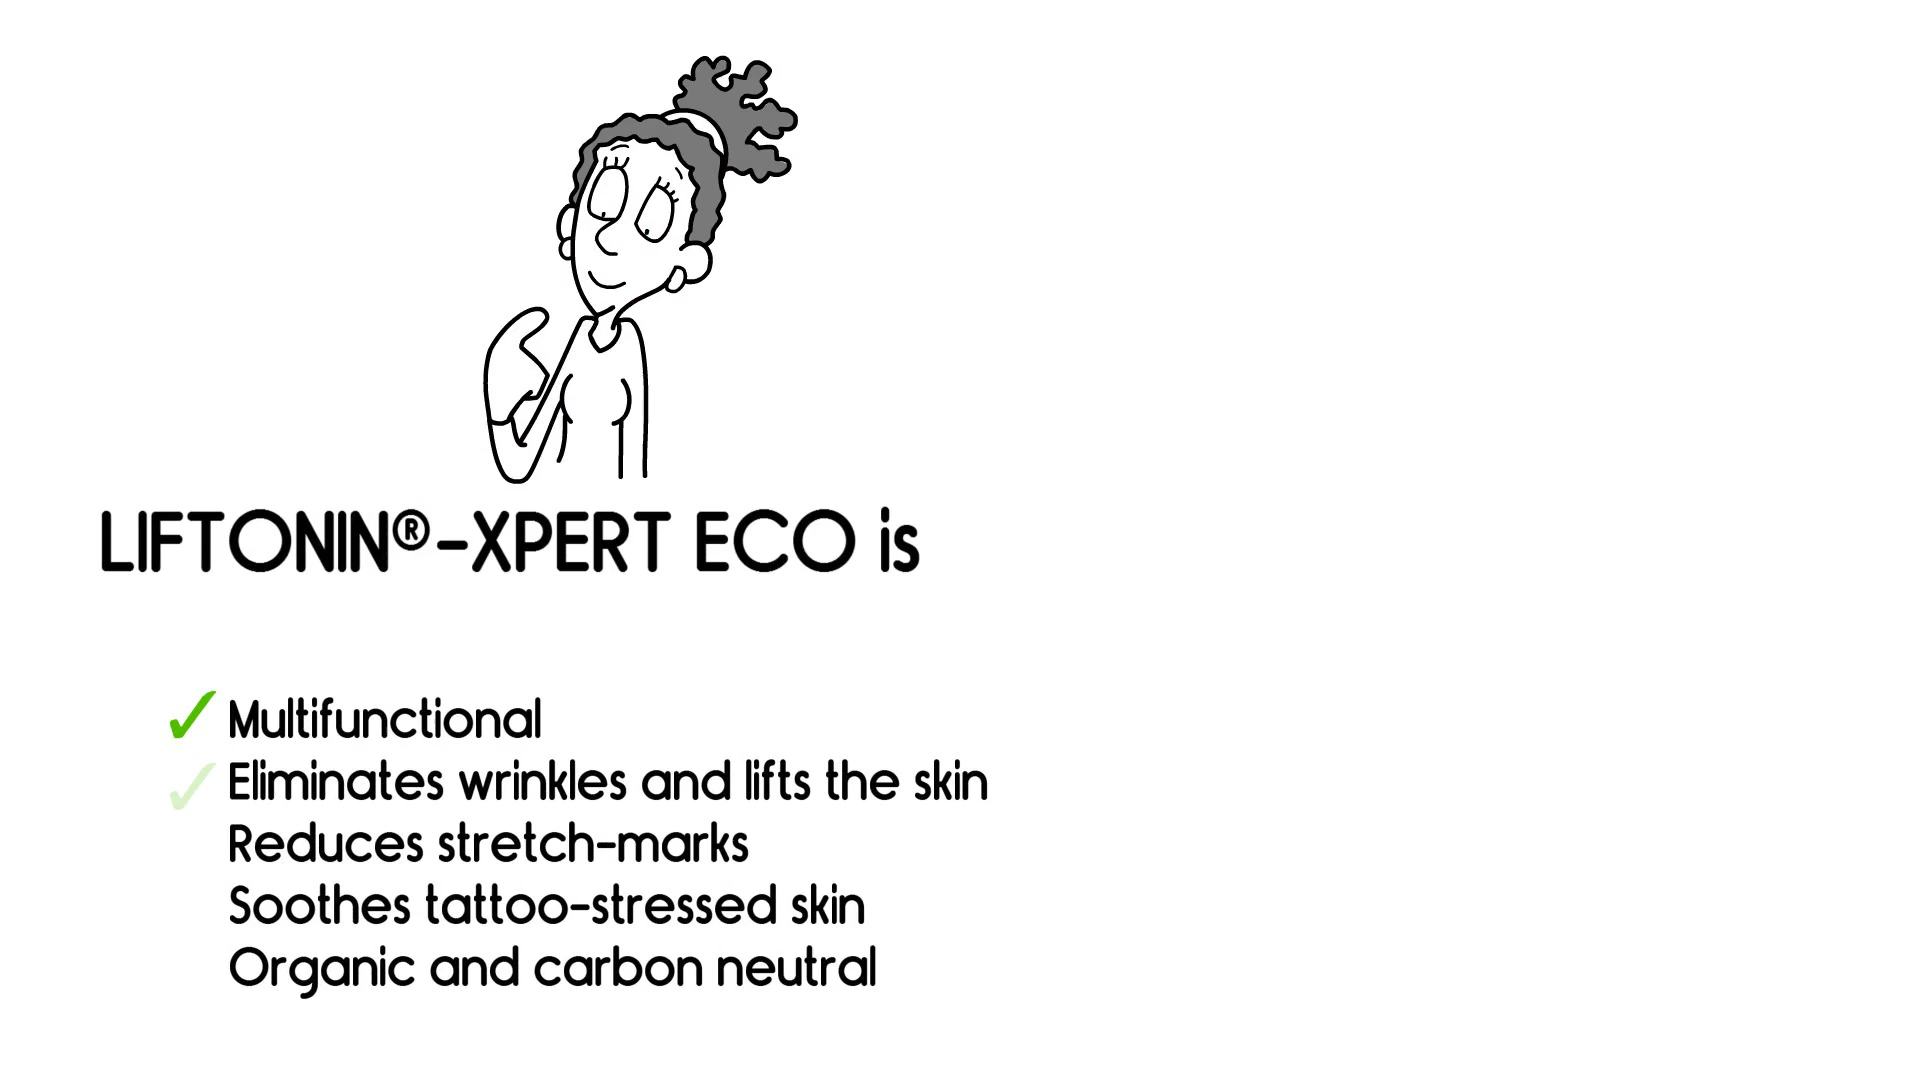 LIFTONIN®-XPERT ECO is
✓ Multifunctional
✓ Eliminates wrinkles and lifts the skin
Reduces stretch-marks
Soothes tattoo-stressed skin
Organic and carbon neutral